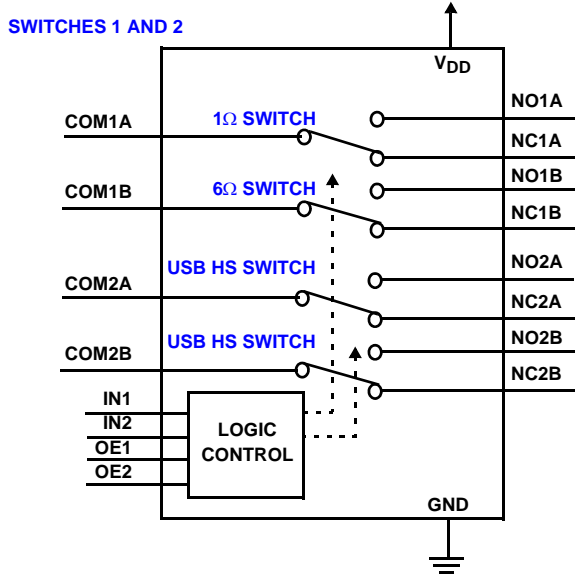 SWITCHES 1 AND 2
VDD
COM1A
1Ω SWITCH
NO1A
NC1A
COM1B
6Ω SWITCH
NO1B
NC1B
COM2A
USB HS SWITCH
NO2A
NC2A
COM2B
USB HS SWITCH
NO2B
NC2B
IN1
IN2
OE1
OE2
LOGIC
CONTROL
GND